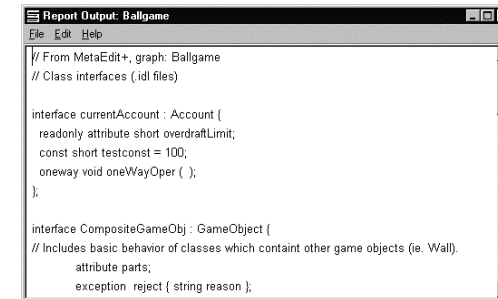 Report Output: Ballgame
File Edit Help
// From MetaEdit+, graph: Ballgame
// Class interfaces (.idl files)
interface currentAccount : Account {
readonly attribute short overdraftLimit;
const short testconst = 100;
oneway void oneWayOper ( );
};
interface CompositeGameObj : GameObject {
// Includes basic behavior of classes which containt other game objects (ie. Wall).
attribute parts;
exception reject { string reason };